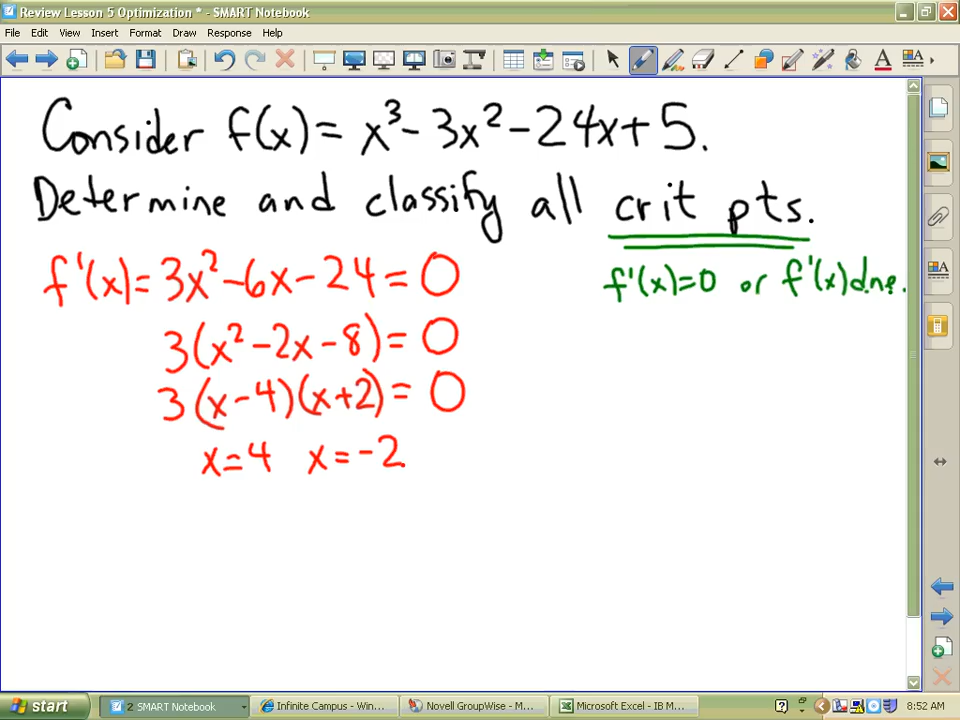 Review Lesson 5 Optimization * - SMART Notebook
File Edit View Insert Format Draw Response Help
Consider f(x) = x³ - 3x² - 24x + 5.
Determine and classify all crit pts.
f'(x) = 3x² - 6x - 24 = 0
f'(x) = 0 or f'(x) d.n.e.
3(x² - 2x - 8) = 0
3(x - 4)(x + 2) = 0
x = 4 x = -2
start 2 SMART Notebook Infinite Campus - Win... Novell GroupWise - M... Microsoft Excel - IB M... 8:52 AM